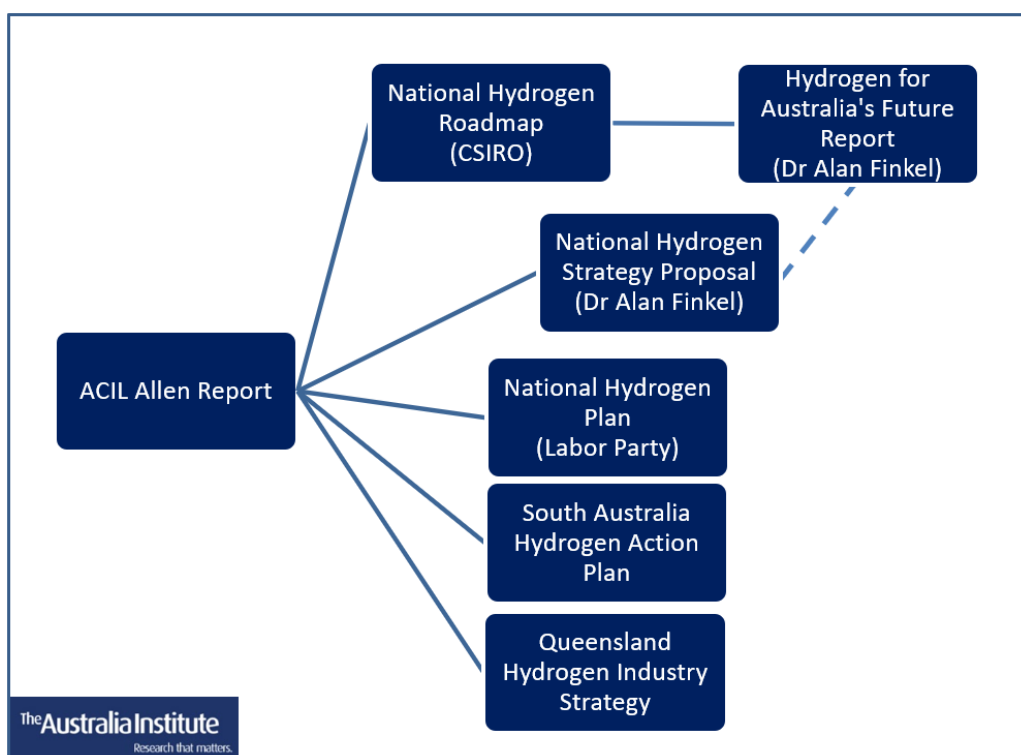 National Hydrogen
Roadmap
(CSIRO)
Hydrogen for
Australia's Future
Report
(Dr Alan Finkel)
National Hydrogen
Strategy Proposal
(Dr Alan Finkel)
ACIL Allen Report
National Hydrogen
Plan
(Labor Party)
South Australia
Hydrogen Action
Plan
Queensland
Hydrogen Industry
Strategy
The Australia Institute
Research that matters.